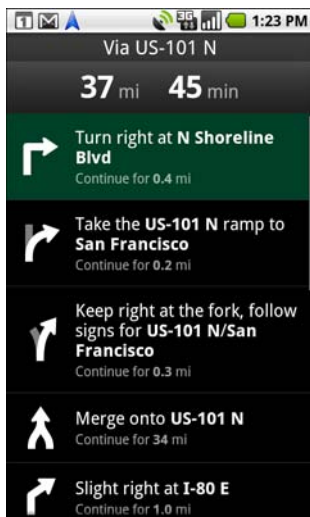 1 3G 1:23 PM
Via US-101 N
37 mi 45 min
Turn right at N Shoreline
Blvd
Continue for 0.4 mi
Take the US-101 N ramp to
San Francisco
Continue for 0.2 mi
Keep right at the fork, follow
signs for US-101 N/San
Francisco
Continue for 0.3 mi
Merge onto US-101 N
Continue for 34 mi
Slight right at I-80 E
Continue for 1.0 mi